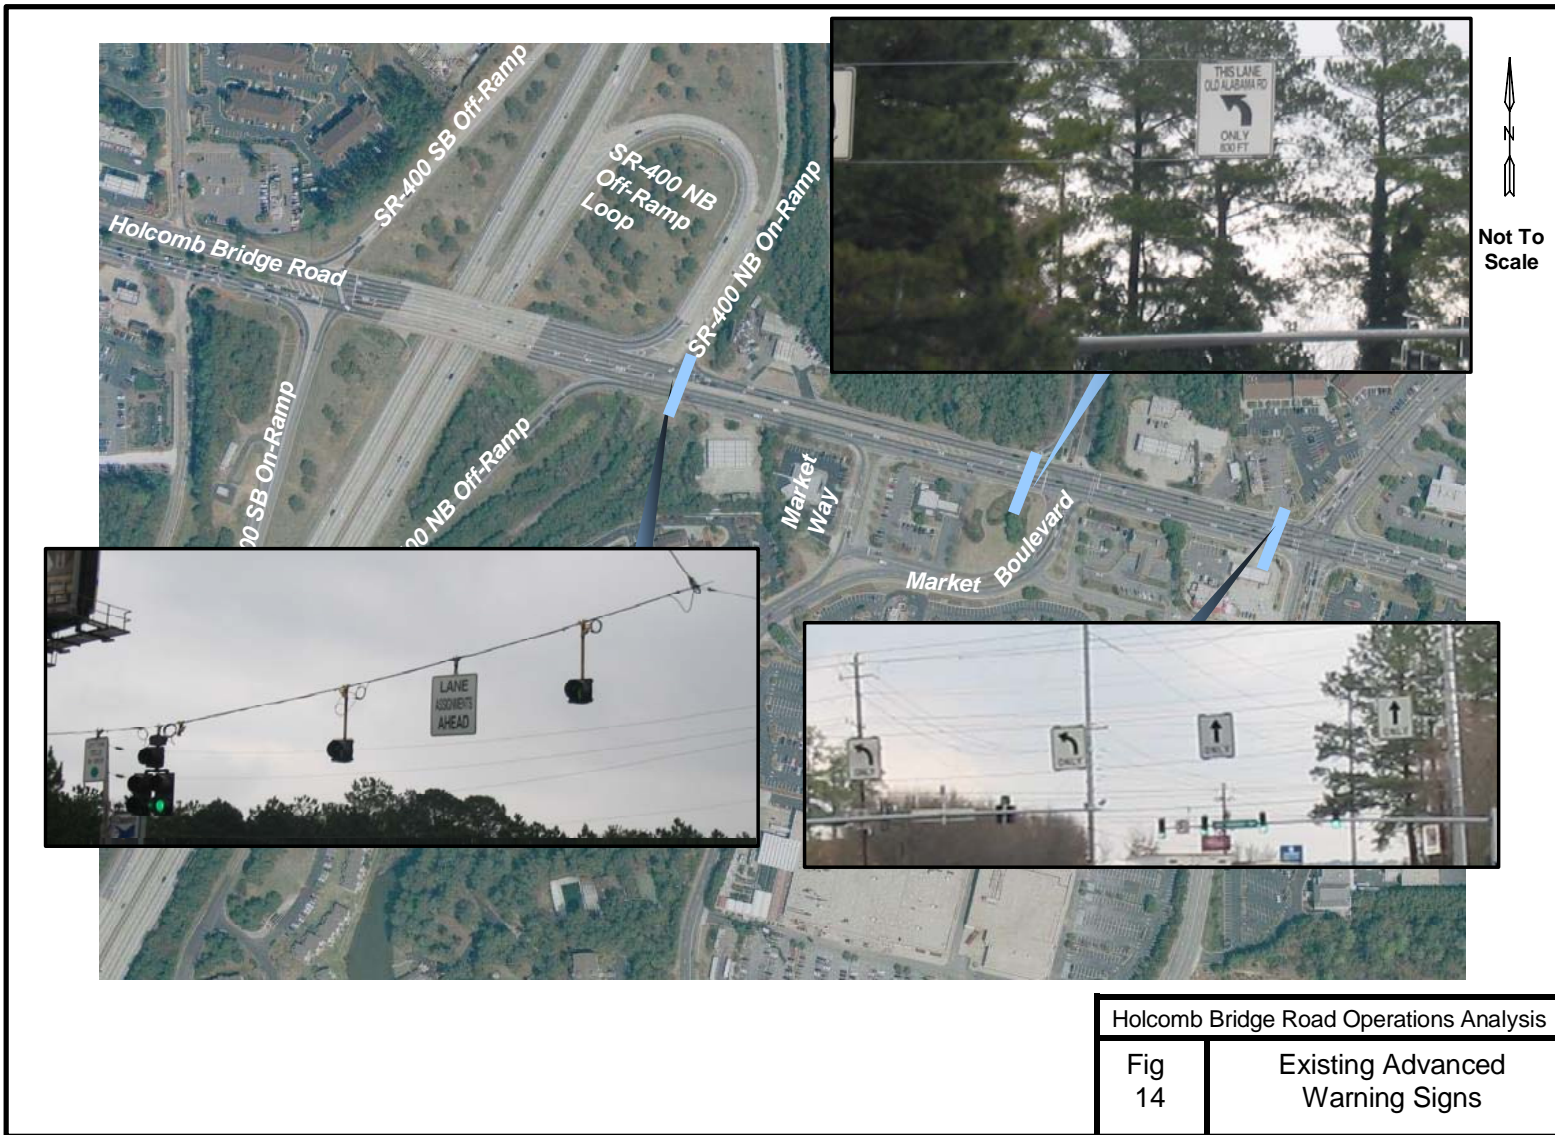 THIS LANE
OLD ALABAMA RD
ONLY
830 FT
N
Not To
Scale
SR-400 SB Off-Ramp
SR-400 NB
Off-Ramp
Loop
SR-400 NB On-Ramp
Holcomb Bridge Road
00 SB On-Ramp
00 NB Off-Ramp
Market
Way
Market
Boulevard
LANE
ASSIGNMENTS
AHEAD
ONLY
ONLY
ONLY
ONLY
Holcomb Bridge Road Operations Analysis
Fig
14
Existing Advanced
Warning Signs